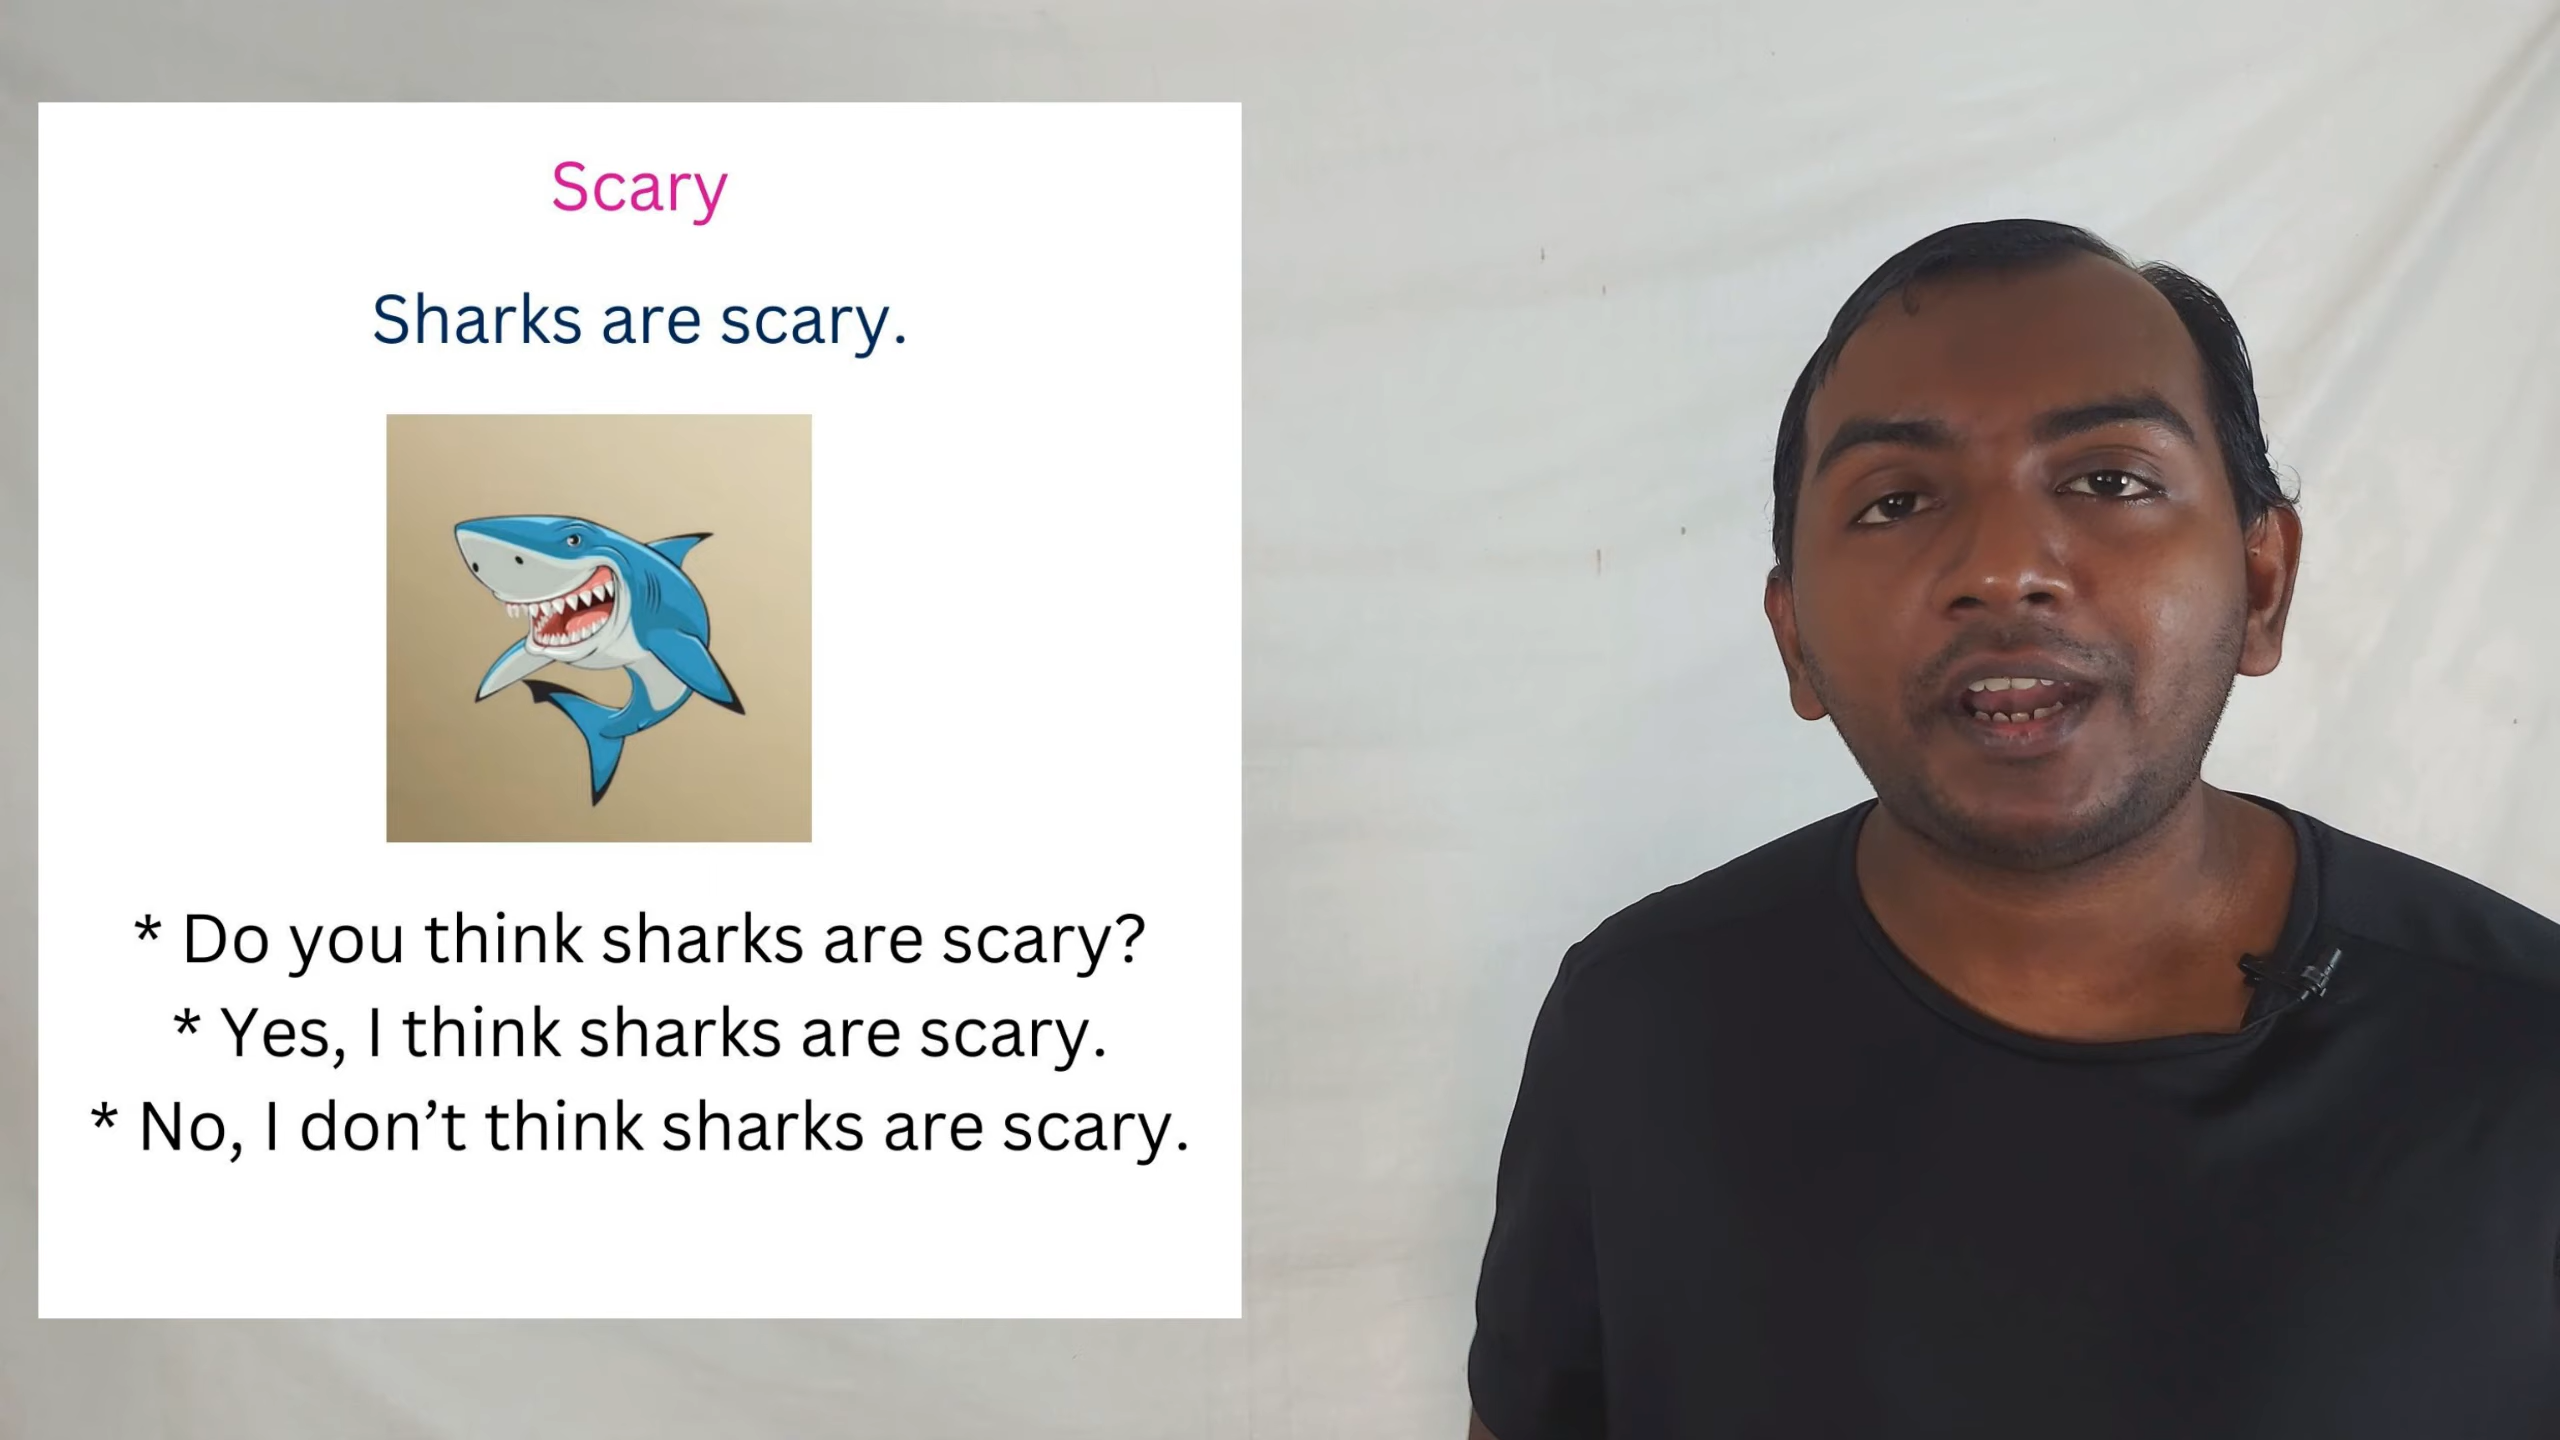 Scary
Sharks are scary.
* Do you think sharks are scary?
* Yes, I think sharks are scary.
* No, I don’t think sharks are scary.